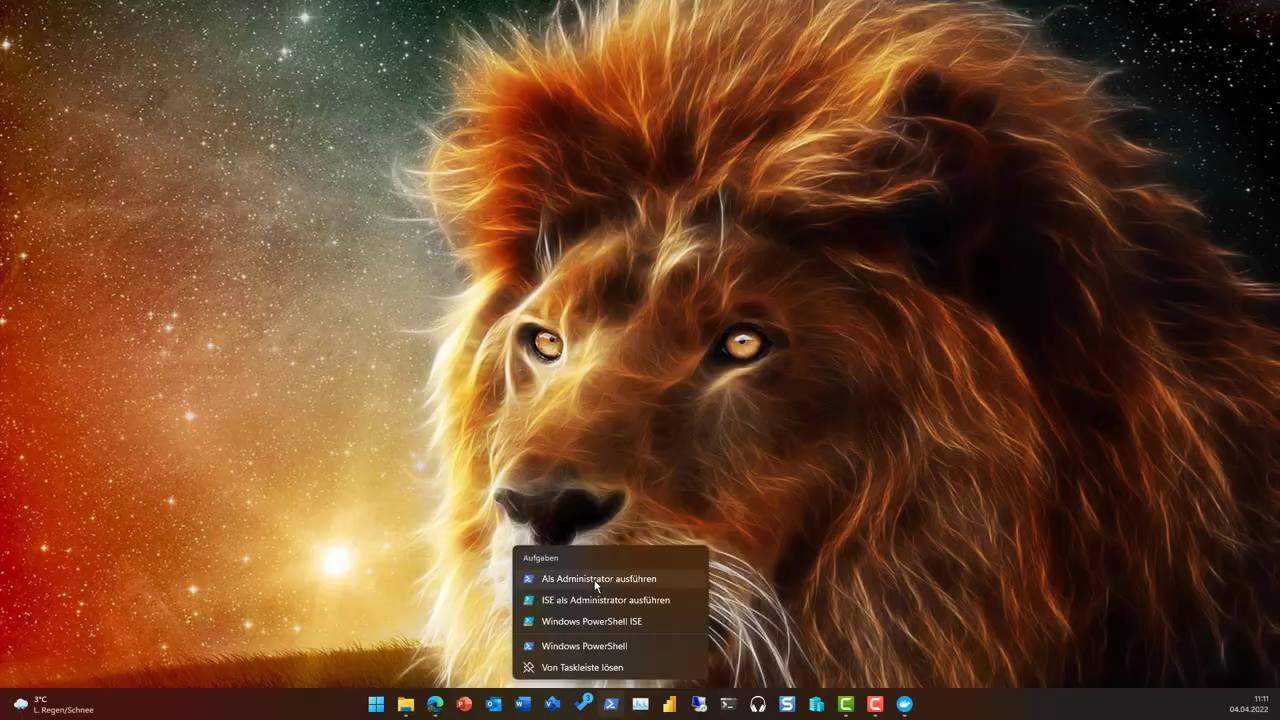 Aufgaben
Als Administrator ausführen
ISE als Administrator ausführen
Windows PowerShell ISE
Windows PowerShell
Von Taskleiste lösen
3°C
L. Regen/Schnee
11:11
04.04.2022